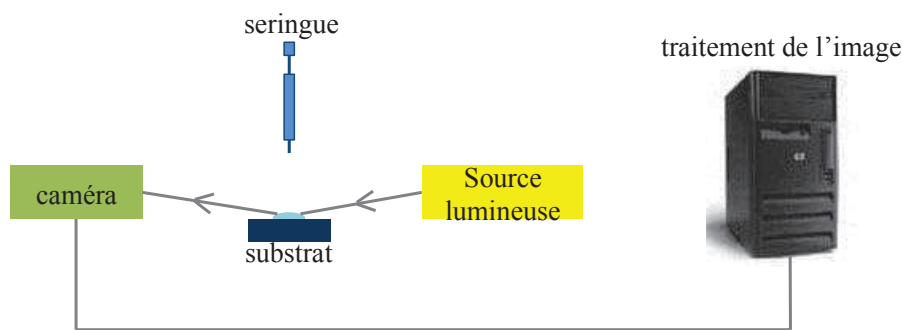 seringue
traitement de l’image
caméra
Source
lumineuse
substrat